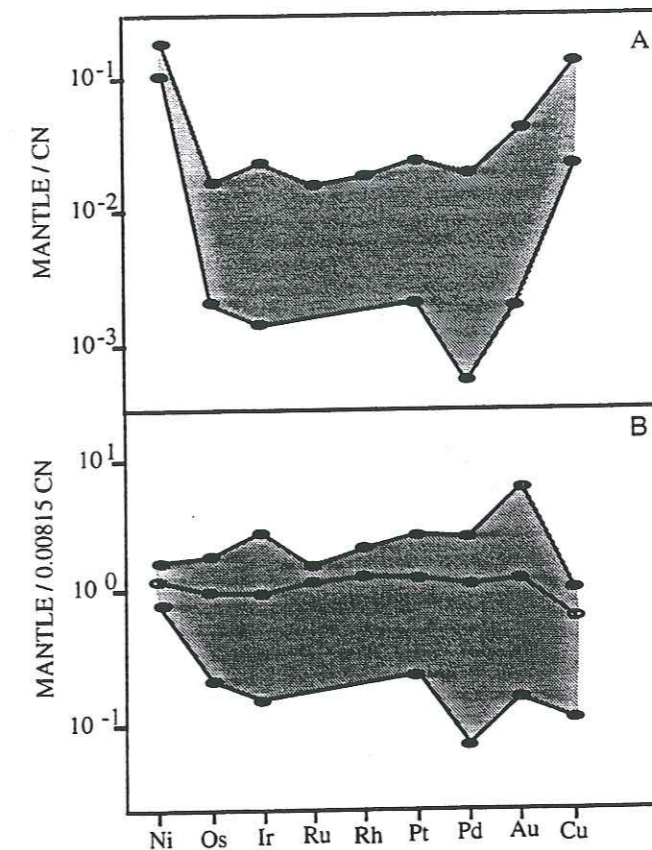 A
10⁻¹
10⁻²
10⁻³
MANTLE / CN
B
10¹
10⁰
10⁻¹
MANTLE / 0.00815 CN
Ni Os Ir Ru Rh Pt Pd Au Cu